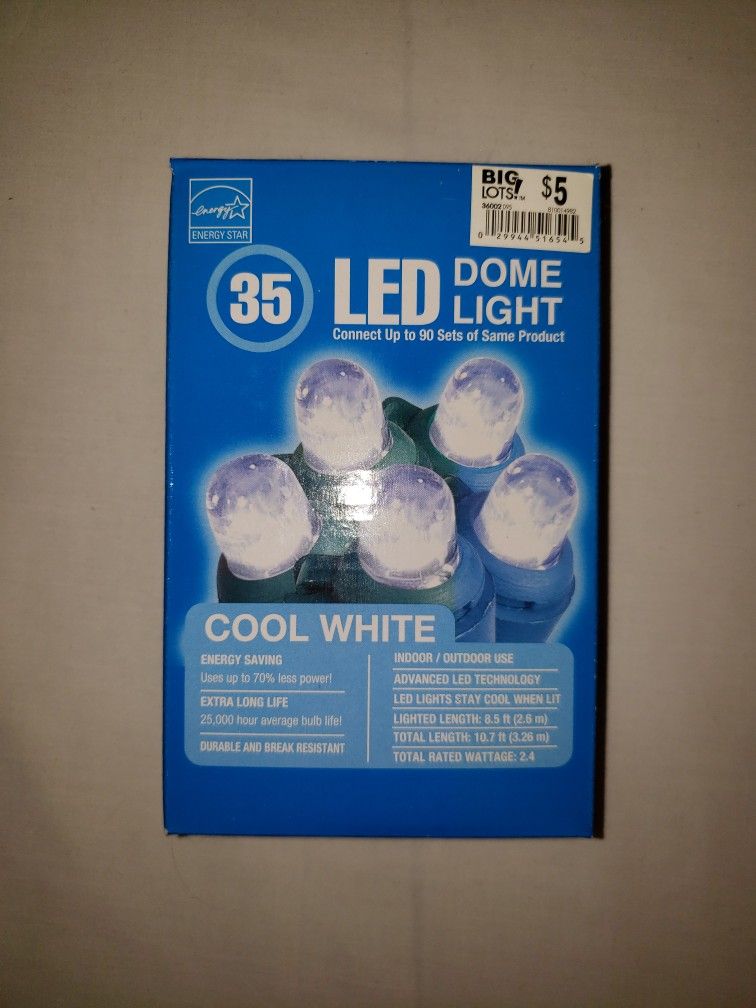 energy
ENERGY STAR
BIG
LOTS!™
$5
36002
810014982
0 29944 51654 5
35
LED DOME
LIGHT
Connect Up to 90 Sets of Same Product
COOL WHITE
ENERGY SAVING
Uses up to 70% less power!
EXTRA LONG LIFE
25,000 hour average bulb life!
DURABLE AND BREAK RESISTANT
INDOOR / OUTDOOR USE
ADVANCED LED TECHNOLOGY
LED LIGHTS STAY COOL WHEN LIT
LIGHTED LENGTH: 8.5 ft (2.6 m)
TOTAL LENGTH: 10.7 ft (3.26 m)
TOTAL RATED WATTAGE: 2.4